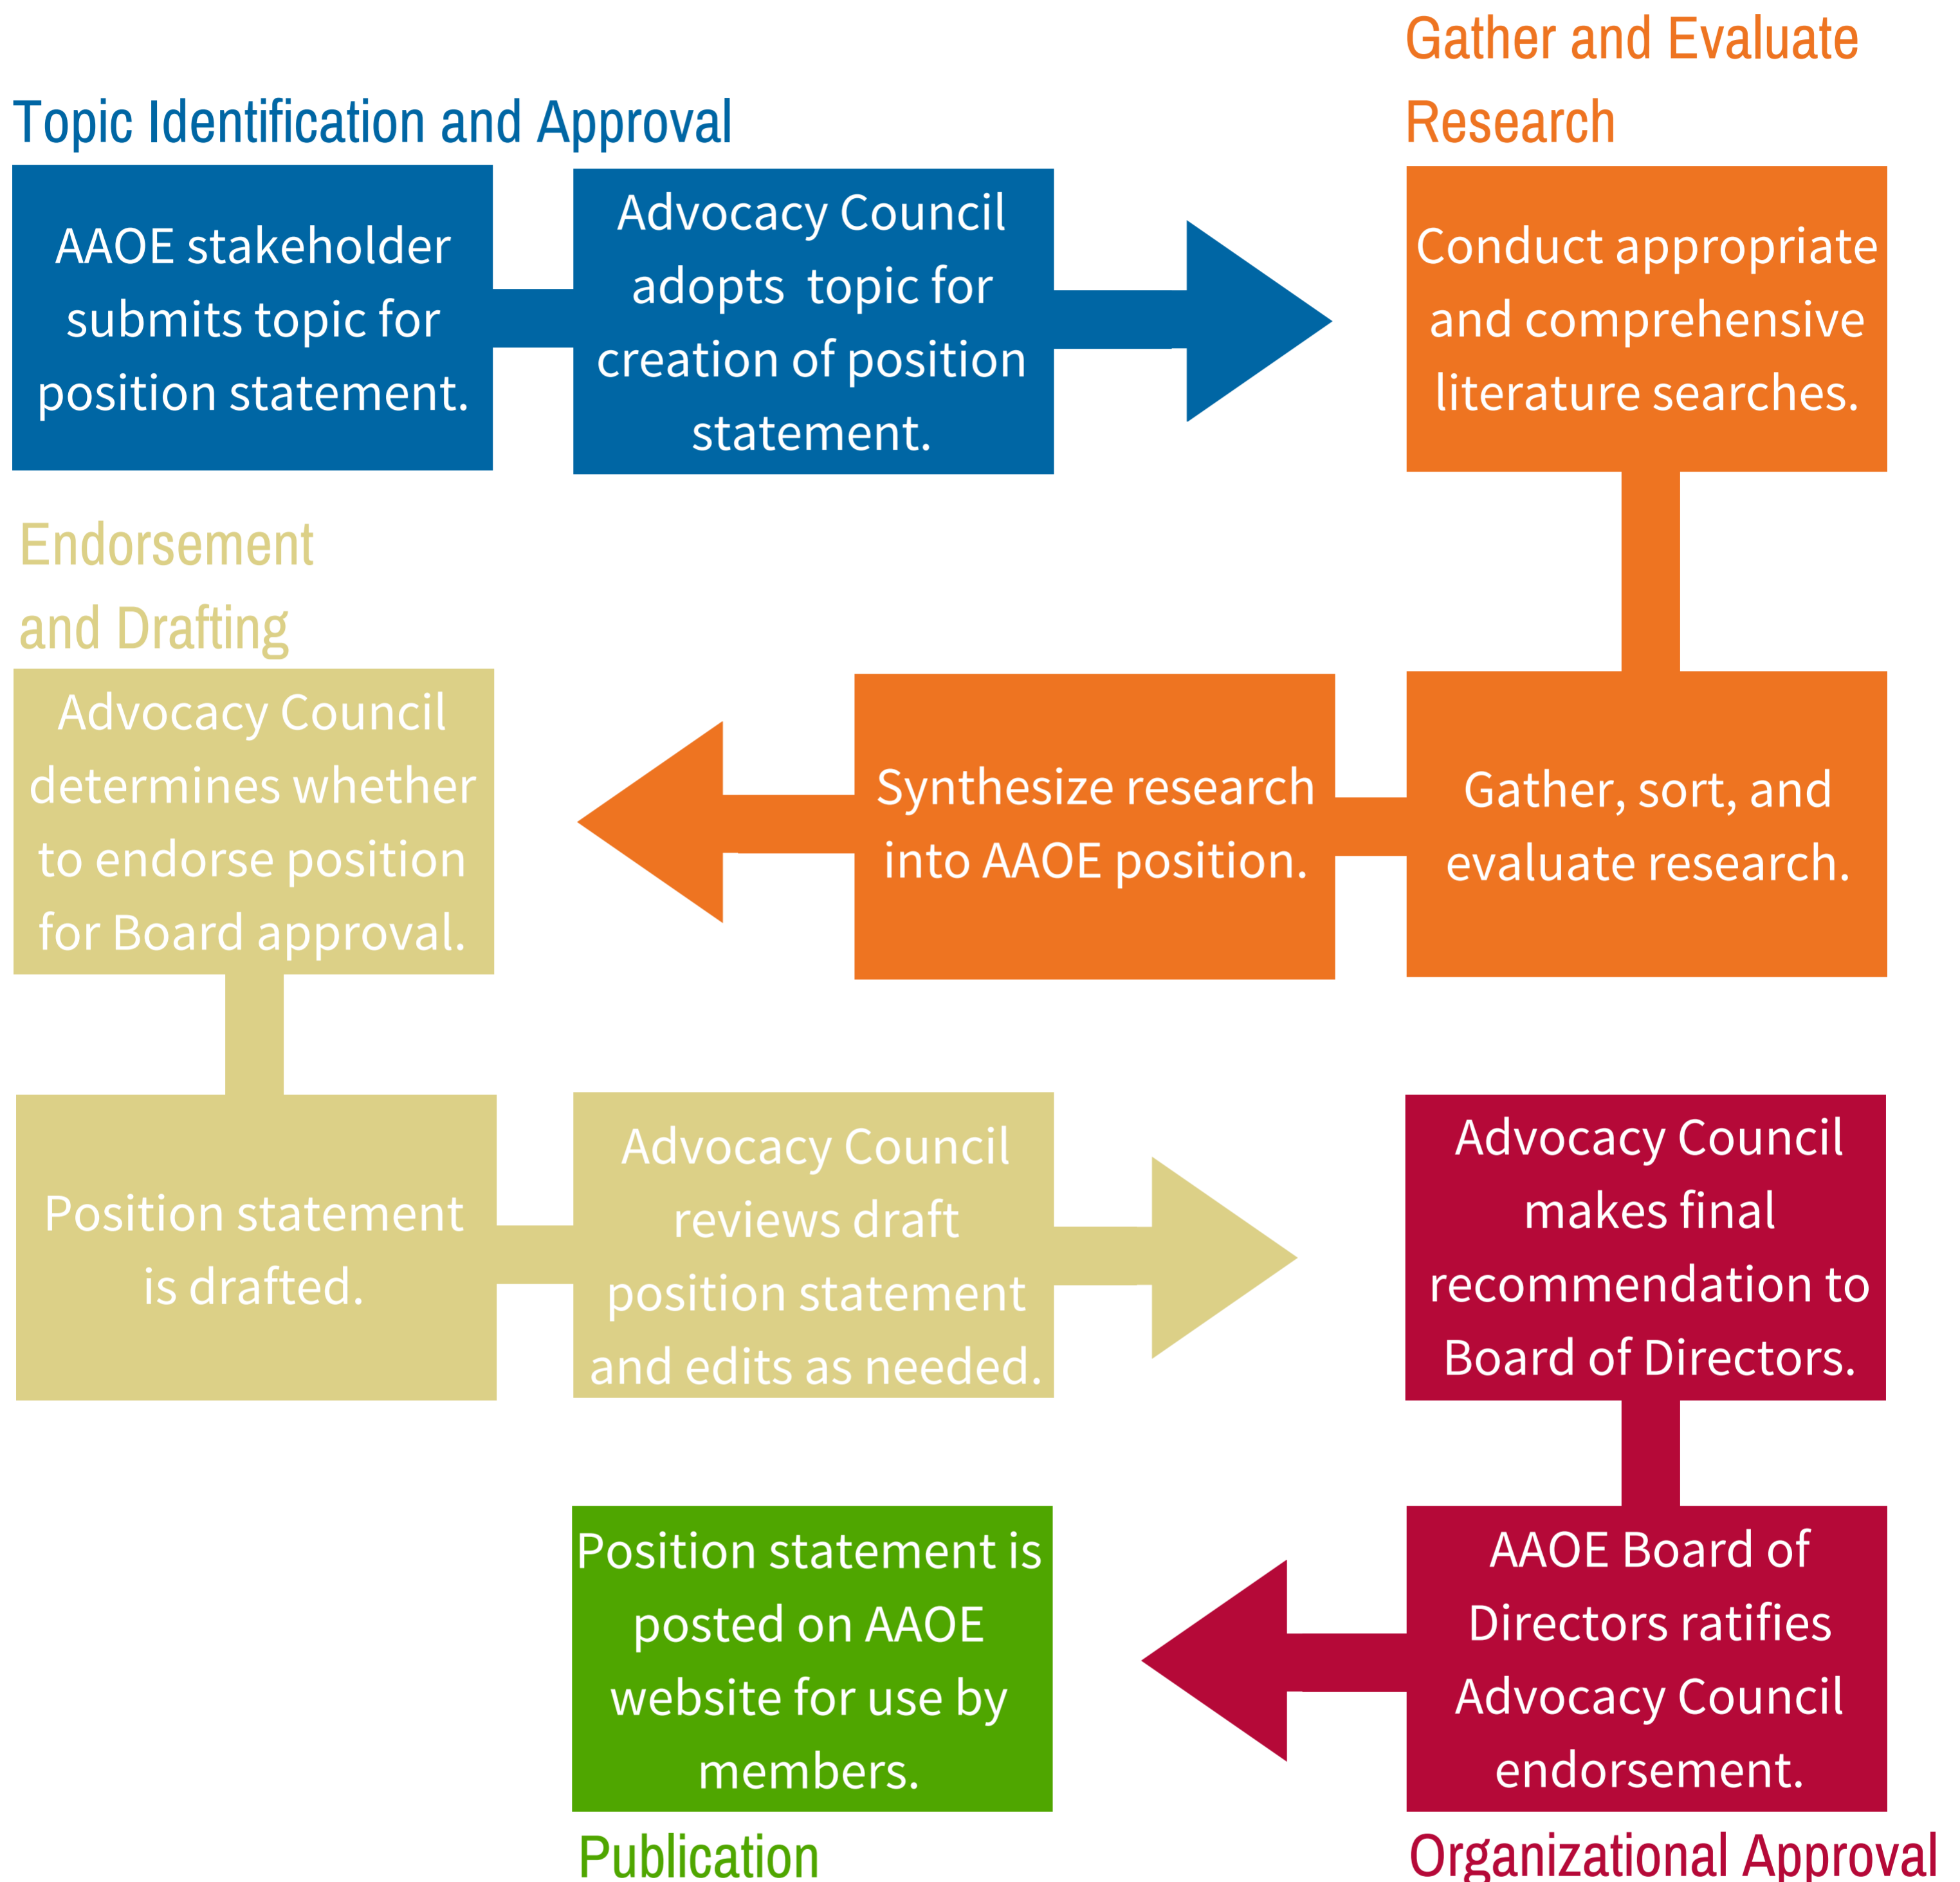 Topic Identification and Approval
AAOE stakeholder
submits topic for
position statement.
Advocacy Council
adopts topic for
creation of position
statement.
Gather and Evaluate
Research
Conduct appropriate
and comprehensive
literature searches.
Gather, sort, and
evaluate research.
Synthesize research
into AAOE position.
Endorsement
and Drafting
Advocacy Council
determines whether
to endorse position
for Board approval.
Position statement
is drafted.
Advocacy Council
reviews draft
position statement
and edits as needed.
Advocacy Council
makes final
recommendation to
Board of Directors.
AAOE Board of
Directors ratifies
Advocacy Council
endorsement.
Organizational Approval
Position statement is
posted on AAOE
website for use by
members.
Publication